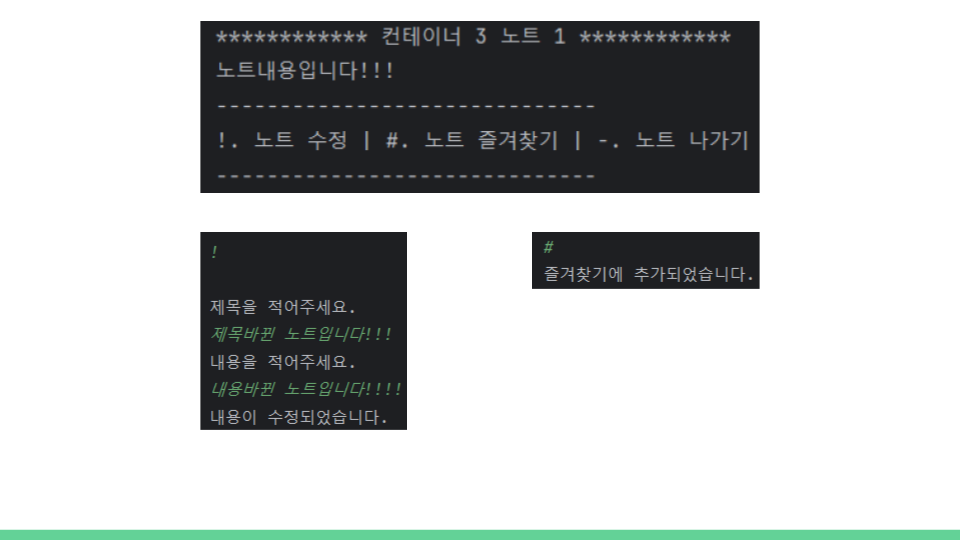 ************ 컨테이너 3 노트 1 ************
노트내용입니다!!!
------------------------------
!. 노트 수정 | #. 노트 즐겨찾기 | -. 노트 나가기
------------------------------
!
제목을 적어주세요.
제목바뀐 노트입니다!!!
내용을 적어주세요.
내용바뀐 노트입니다!!!!
내용이 수정되었습니다.
#
즐겨찾기에 추가되었습니다.